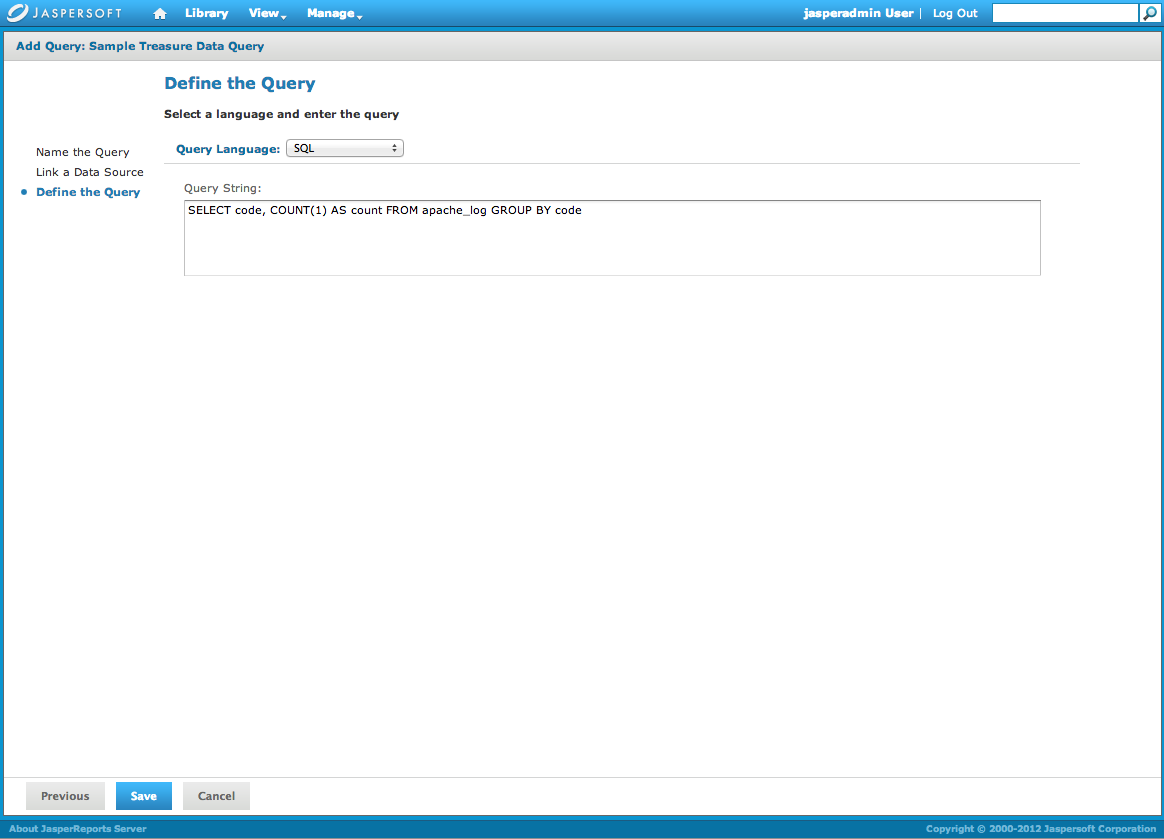 JASPERSOFT Library View Manage jasperadmin User | Log Out
Add Query: Sample Treasure Data Query
Define the Query
Select a language and enter the query
Name the Query
Link a Data Source
Define the Query
Query Language: SQL
Query String:
SELECT code, COUNT(1) AS count FROM apache_log GROUP BY code
Previous Save Cancel
About JasperReports Server Copyright © 2000-2012 Jaspersoft Corporation